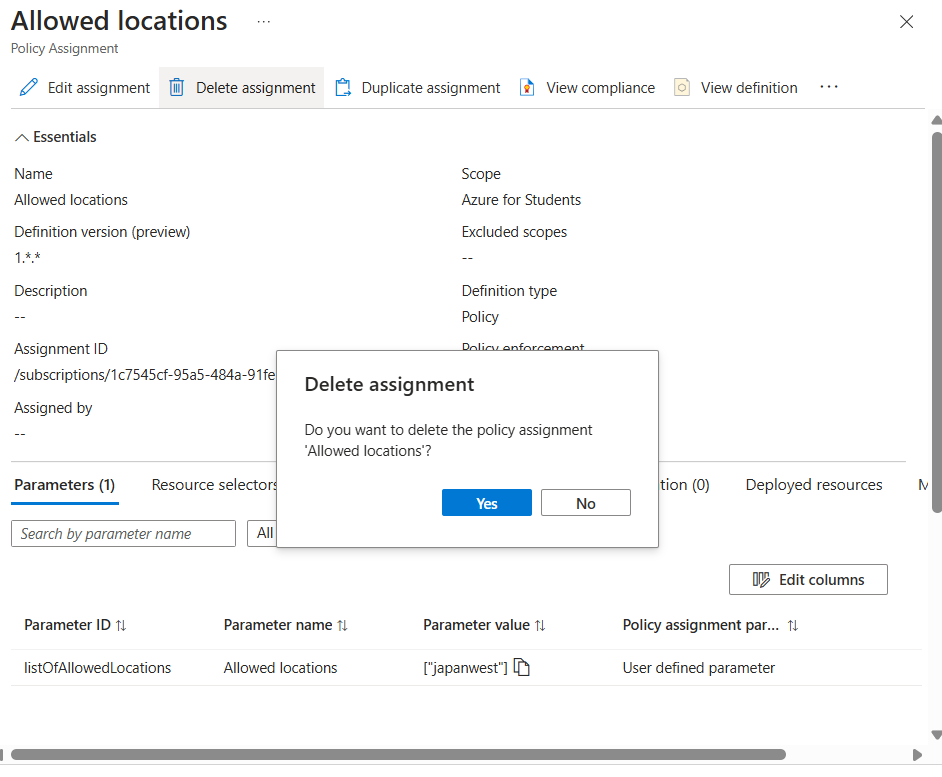 Allowed locations ...
Policy Assignment
Edit assignment Delete assignment Duplicate assignment View compliance View definition ...
Essentials
Name Scope
Allowed locations Azure for Students
Definition version (preview) Excluded scopes
1.*.* --
Description Definition type
-- Policy
Assignment ID Policy enforcement
/subscriptions/1c7545cf-95a5-484a-91fe
Assigned by
--
Delete assignment
Do you want to delete the policy assignment
'Allowed locations'?
Yes No
Parameters (1) Resource selectors tion (0) Deployed resources M
Search by parameter name All
Edit columns
Parameter ID Parameter name Parameter value Policy assignment par...
listOfAllowedLocations Allowed locations ["japanwest"] User defined parameter